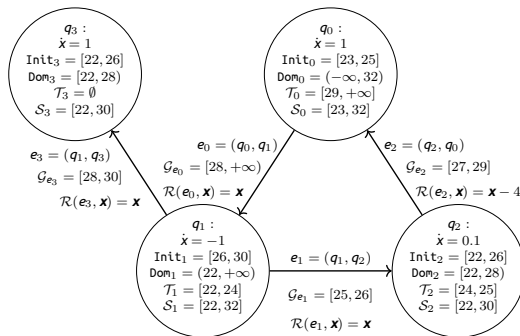 q₃ :
ẋ = 1
Init₃ = [22, 26]
Dom₃ = [22, 28)
𝒯₃ = ∅
𝒮₃ = [22, 30]
q₀ :
ẋ = 1
Init₀ = [23, 25]
Dom₀ = (-∞, 32)
𝒯₀ = [29, +∞]
𝒮₀ = [23, 32]
e₃ = (q₁, q₃)
𝒢ₑ₃ = [28, 30]
ℛ(e₃, x) = x
e₀ = (q₀, q₁)
𝒢ₑ₀ = [28, +∞)
ℛ(e₀, x) = x
e₂ = (q₂, q₀)
𝒢ₑ₂ = [27, 29]
ℛ(e₂, x) = x − 4
q₁ :
ẋ = −1
Init₁ = [26, 30]
Dom₁ = (22, +∞)
𝒯₁ = [22, 24]
𝒮₁ = [22, 32]
e₁ = (q₁, q₂)
𝒢ₑ₁ = [25, 26]
ℛ(e₁, x) = x
q₂ :
ẋ = 0.1
Init₂ = [22, 26]
Dom₂ = [22, 28)
𝒯₂ = [24, 25]
𝒮₂ = [22, 30]